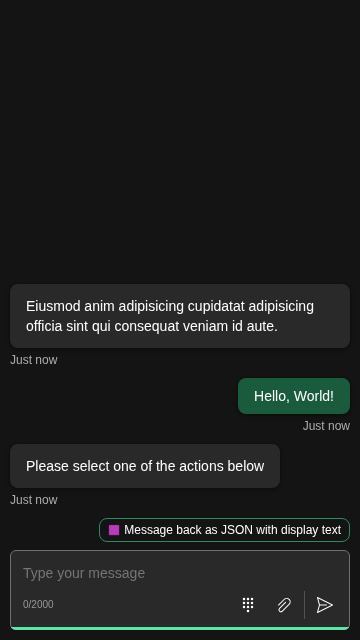 Eiusmod anim adipisicing cupidatat adipisicing
officia sint qui consequat veniam id aute.
Just now
Hello, World!
Just now
Please select one of the actions below
Just now
Message back as JSON with display text
Type your message
0/2000